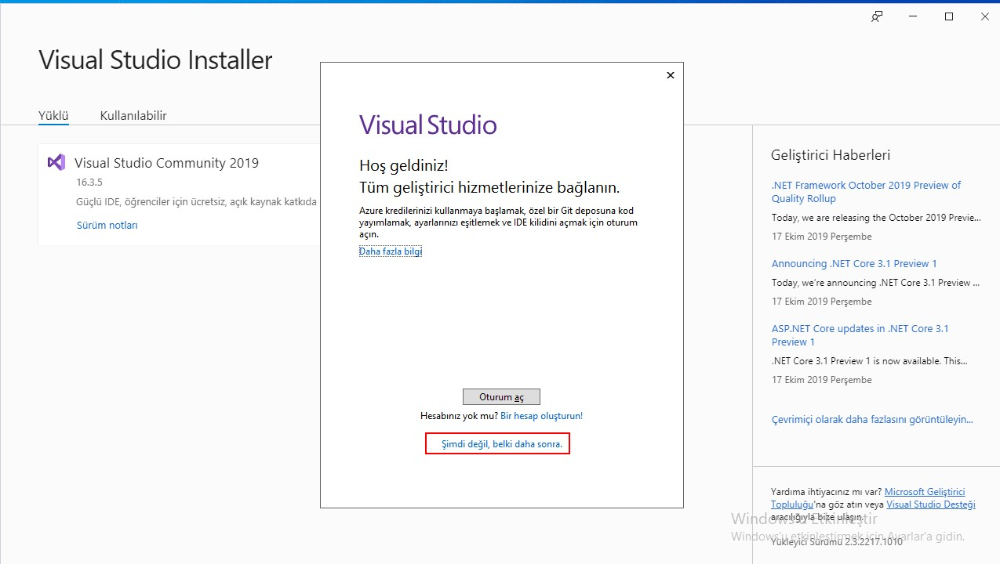 Visual Studio Installer
Yüklü
Kullanılabilir
Visual Studio Community 2019
16.3.5
Güçlü IDE, öğrenciler için ücretsiz, açık kaynak katkıda
Sürüm notları
Visual Studio
Hoş geldiniz!
Tüm geliştirici hizmetlerinize bağlanın.
Azure kredilerinizi kullanmaya başlamak, özel bir Git deposuna kod
yayımlamak, ayarlarınızı eşitlemek ve IDE kilidini açmak için oturum
açın.
Daha fazla bilgi
Oturum aç
Hesabınız yok mu? Bir hesap oluşturun!
Şimdi değil, belki daha sonra.
Geliştirici Haberleri
.NET Framework October 2019 Preview of
Quality Rollup
Today, we are releasing the October 2019 Previe...
17 Ekim 2019 Perşembe
Announcing .NET Core 3.1 Preview 1
Today, we're announcing .NET Core 3.1 Preview ...
17 Ekim 2019 Perşembe
ASP.NET Core updates in .NET Core 3.1
Preview 1
.NET Core 3.1 Preview 1 is now available. This...
17 Ekim 2019 Perşembe
Çevrimiçi olarak daha fazlasını görüntüleyin...
Yardıma ihtiyacınız mı var? Microsoft Geliştirici
Topluluğu'na göz atın veya Visual Studio Desteği
aracılığıyla bize ulaşın.
Windows'u Etkinleştir
Windows'u etkinleştirmek için Ayarlar'a gidin.
Yükleyici Sürümü 2.3.2217.1010